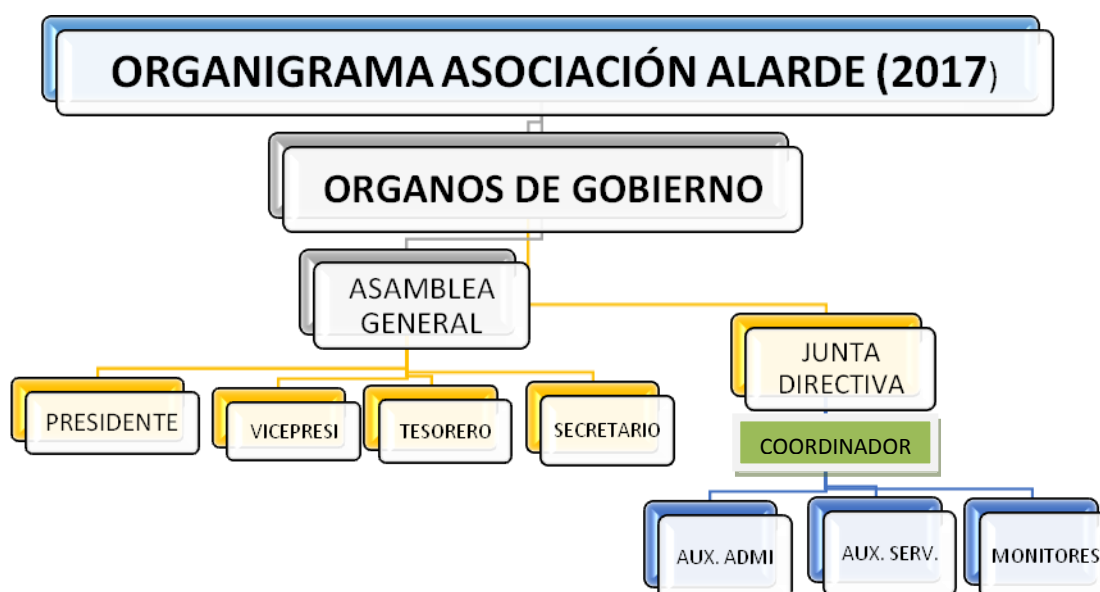 ORGANIGRAMA ASOCIACIÓN ALARDE (2017)
ORGANOS DE GOBIERNO
ASAMBLEA
GENERAL
JUNTA
DIRECTIVA
PRESIDENTE
VICEPRESI
TESORERO
SECRETARIO
COORDINADOR
AUX. ADMI
AUX. SERV.
MONITORES